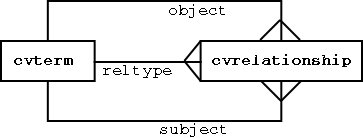 object
cvterm
reltype
cvrelationship
subject